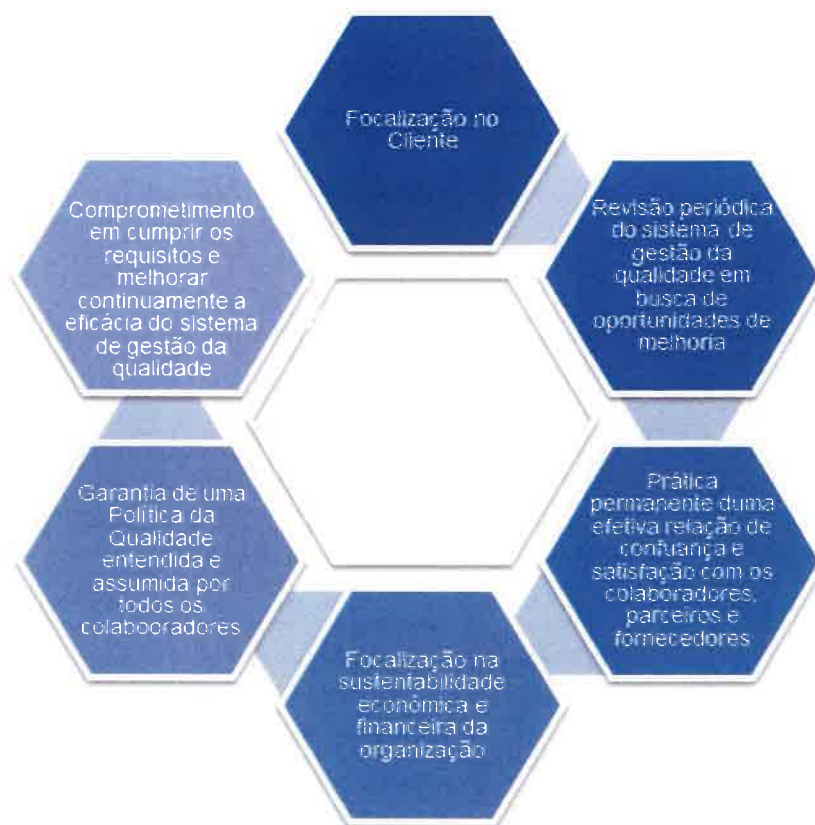 Focalização no
Cliente
Revisão periódica
do sistema de
gestão da
qualidade em
busca de
oportunidades de
melhoria
Prática
permanente duma
efetiva relação de
confuança e
satisfação com os
colaboradores,
parceiros e
fornecedores
Focalização na
sustentabilidade
económica e
financeira da
organização
Garantia de uma
Política da
Qualidade
entendida e
assumida por
todos os
colabooradores
Comprometimento
em cumprir os
requisitos e
melhorar
continuamente a
eficácia do sistema
de gestão da
qualidade